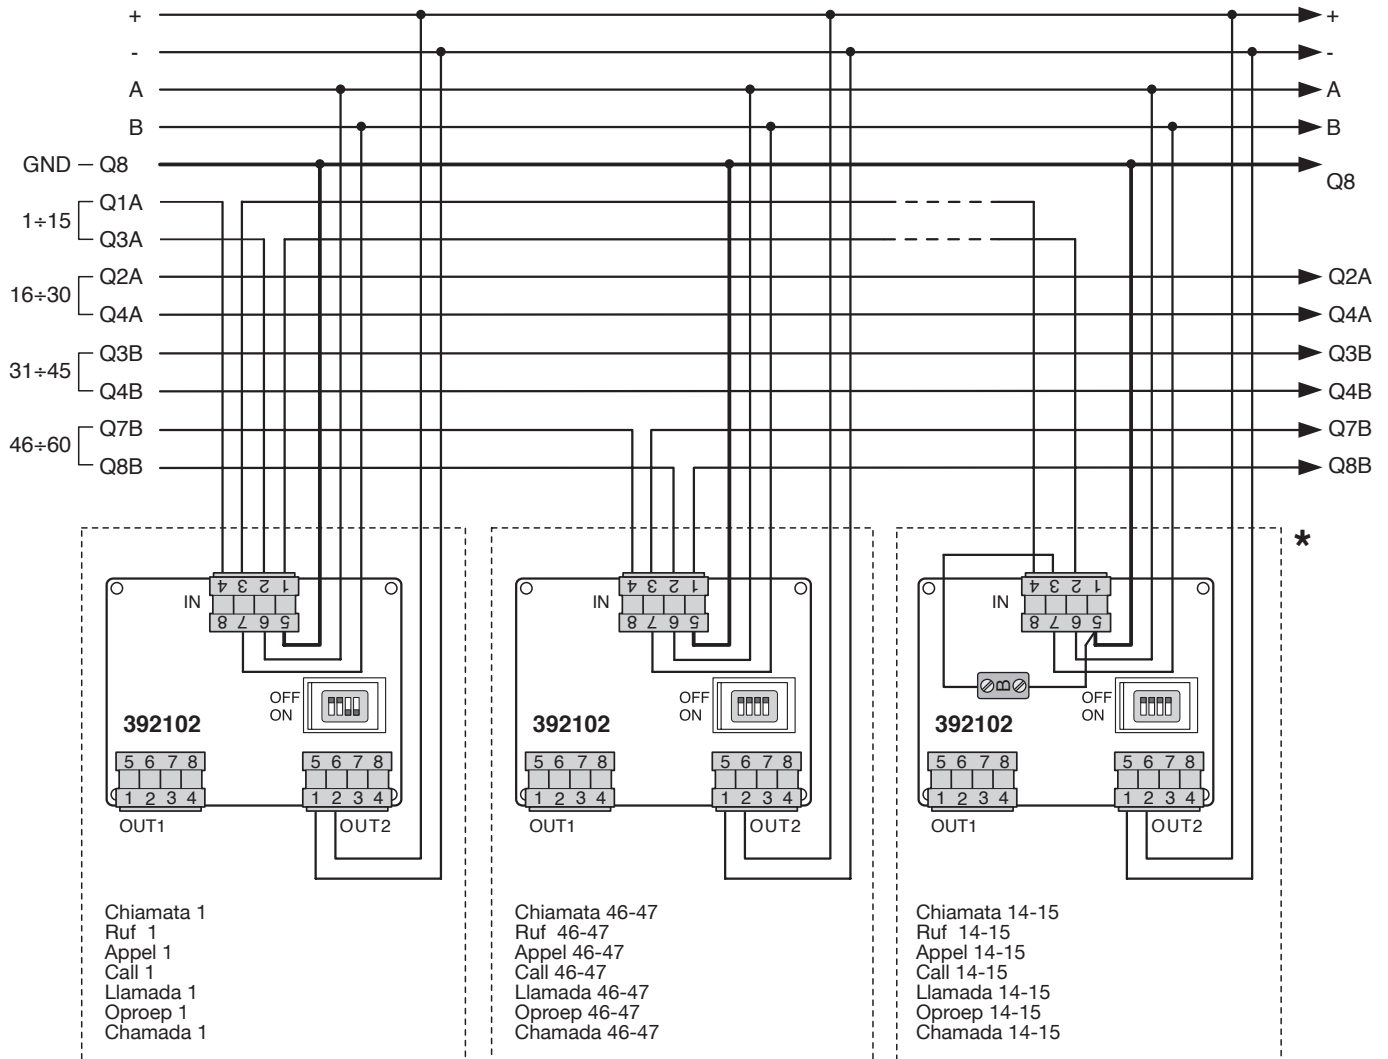 + +
- -
A A
B B
GND Q8 Q8
1÷15 Q1A
Q3A
16÷30 Q2A Q2A
Q4A Q4A
31÷45 Q3B Q3B
Q4B Q4B
46÷60 Q7B Q7B
Q8B Q8B
*
4 3 2 1
IN
8 7 6 5
OFF
ON
392102
5 6 7 8
1 2 3 4
OUT1
5 6 7 8
1 2 3 4
OUT2
Chiamata 1
Ruf 1
Appel 1
Call 1
Llamada 1
Oproep 1
Chamada 1
4 3 2 1
IN
8 7 6 5
OFF
ON
392102
5 6 7 8
1 2 3 4
OUT1
5 6 7 8
1 2 3 4
OUT2
Chiamata 46-47
Ruf 46-47
Appel 46-47
Call 46-47
Llamada 46-47
Oproep 46-47
Chamada 46-47
4 3 2 1
IN
8 7 6 5
B
OFF
ON
392102
5 6 7 8
1 2 3 4
OUT1
5 6 7 8
1 2 3 4
OUT2
Chiamata 14-15
Ruf 14-15
Appel 14-15
Call 14-15
Llamada 14-15
Oproep 14-15
Chamada 14-15